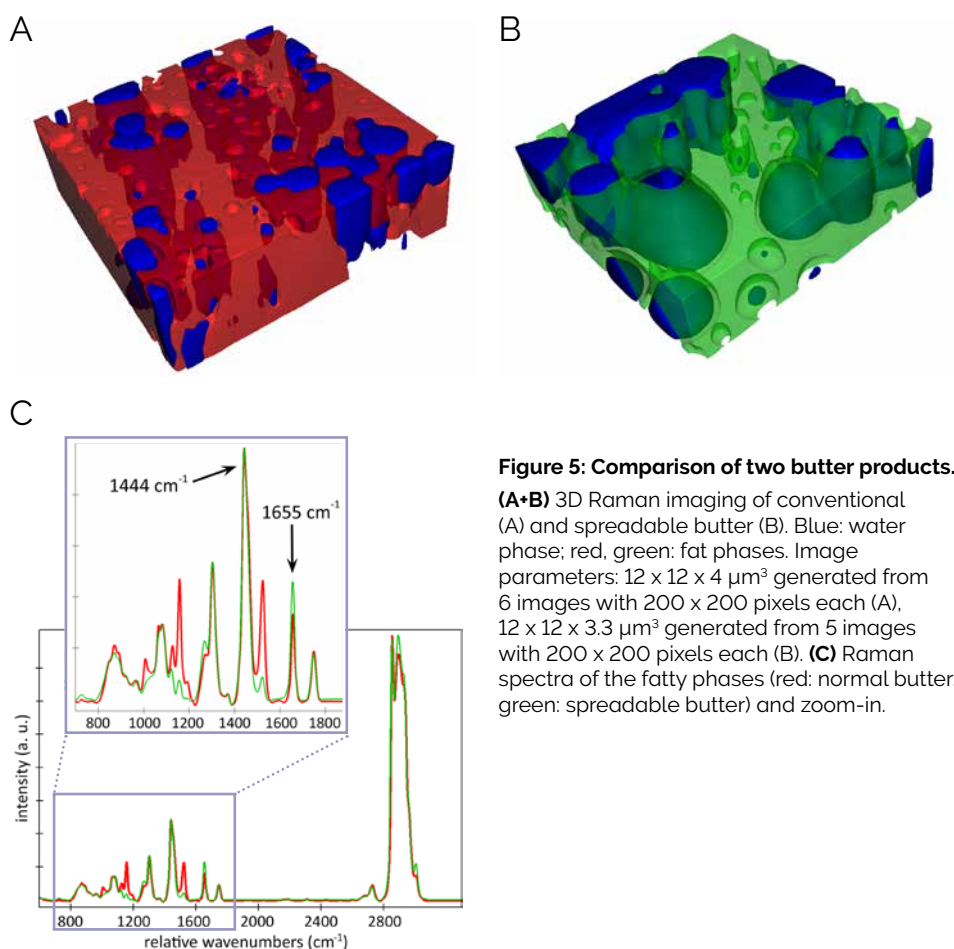 A
B
C
1444 cm⁻¹
1655 cm⁻¹
800 1000 1200 1400 1600 1800
intensity (a. u.)
800 1200 1600 2000 2400 2800
relative wavenumbers (cm⁻¹)
Figure 5: Comparison of two butter products.
(A+B) 3D Raman imaging of conventional
(A) and spreadable butter (B). Blue: water
phase; red, green: fat phases. Image
parameters: 12 x 12 x 4 µm³ generated from
6 images with 200 x 200 pixels each (A),
12 x 12 x 3.3 µm³ generated from 5 images
with 200 x 200 pixels each (B). (C) Raman
spectra of the fatty phases (red: normal butter
green: spreadable butter) and zoom-in.